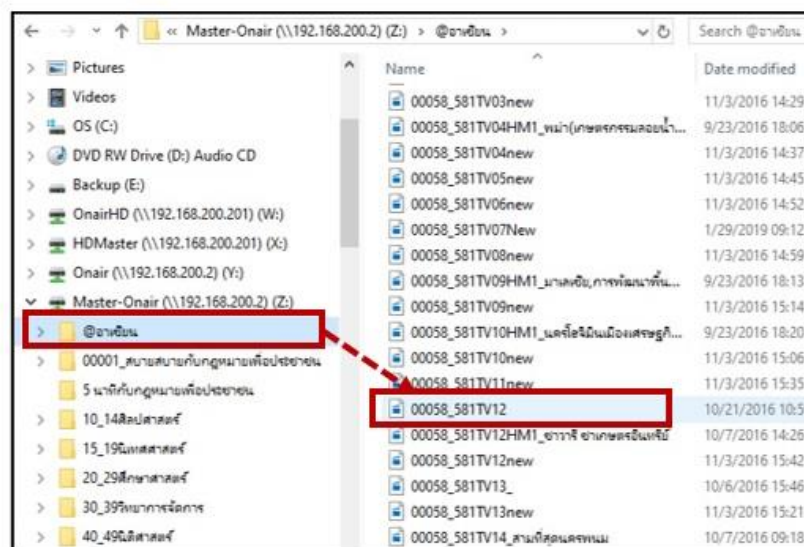 « Master-Onair (\\192.168.200.2) (Z:) › @อาเซียน ›
Search @อาเซียน
Pictures
Videos
OS (C:)
DVD RW Drive (D:) Audio CD
Backup (E:)
OnairHD (\\192.168.200.201) (W:)
HDMaster (\\192.168.200.201) (X:)
Onair (\\192.168.200.2) (Y:)
Master-Onair (\\192.168.200.2) (Z:)
@อาเซียน
00001_สบายสบายกับกฎหมายเพื่อประชาชน
5 นาทีกับกฎหมายเพื่อประชาชน
10_14ศิลปศาสตร์
15_19นิเทศศาสตร์
20_29ศึกษาศาสตร์
30_39วิทยาการจัดการ
40_49นิติศาสตร์
Name Date modified
00058_581TV03new 11/3/2016 14:29
00058_581TV04HM1_พม่า(เกษตรกรรมลอยน้ำ... 9/23/2016 18:06
00058_581TV04new 11/3/2016 14:37
00058_581TV05new 11/3/2016 14:45
00058_581TV06new 11/3/2016 14:52
00058_581TV07New 1/29/2019 09:12
00058_581TV08new 11/3/2016 14:59
00058_581TV09HM1_มาเลเซีย,การพัฒนาพื้น... 9/23/2016 18:13
00058_581TV09new 11/3/2016 15:14
00058_581TV10HM1_นครโฮจิมินเมืองเศรษฐกิ... 9/23/2016 18:20
00058_581TV10new 11/3/2016 15:06
00058_581TV11new 11/3/2016 15:35
00058_581TV12 10/21/2016 10:5
00058_581TV12HM1_ซาวารี ข้าเกษตรอินทรีย์ 10/7/2016 14:26
00058_581TV12new 11/3/2016 15:42
00058_581TV13_ 10/6/2016 15:46
00058_581TV13new 11/3/2016 15:21
00058_581TV14_สามที่สุดนครพนม 10/7/2016 09:18